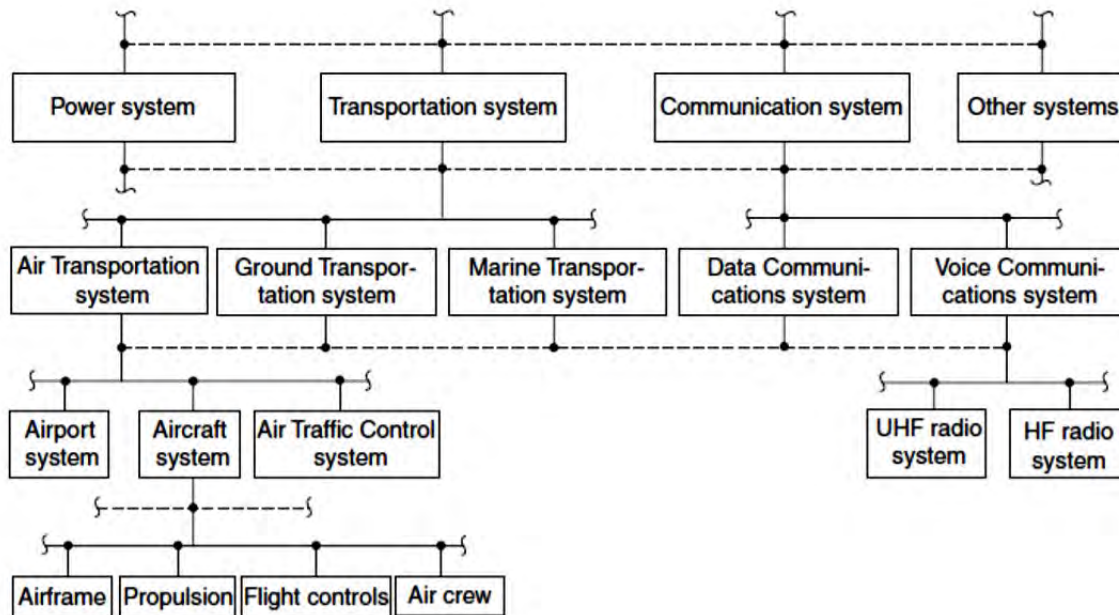 Power system
Transportation system
Communication system
Other systems
Air Transportation
system
Ground Transpor-
tation system
Marine Transpor-
tation system
Data Communi-
cations system
Voice Communi-
cations system
Airport
system
Aircraft
system
Air Traffic Control
system
UHF radio
system
HF radio
system
Airframe
Propulsion
Flight controls
Air crew